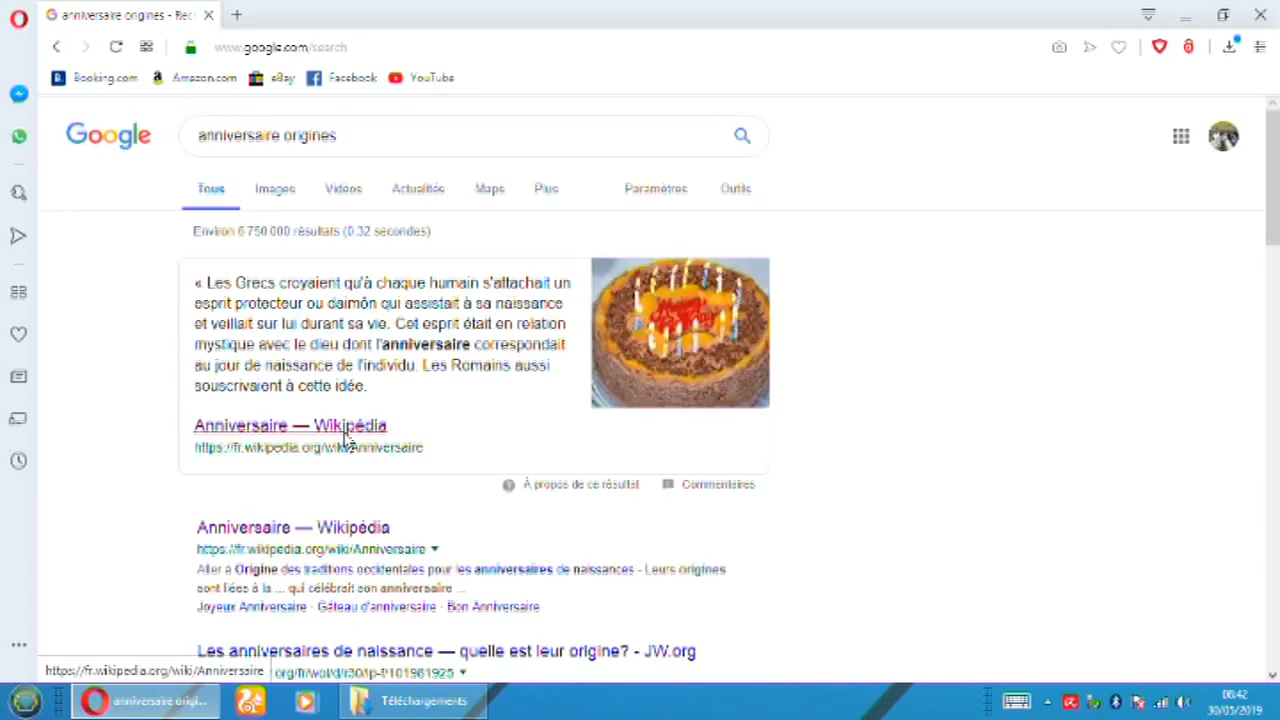 anniversaire origines - Rec
www.google.com/search
Booking.com Amazon.com eBay Facebook YouTube
Google
anniversaire origines
Tous Images Vidéos Actualités Maps Plus Paramètres Outils
Environ 6 750 000 résultats (0,32 secondes)
« Les Grecs croyaient qu'à chaque humain s'attachait un
esprit protecteur ou daimôn qui assistait à sa naissance
et veillait sur lui durant sa vie. Cet esprit était en relation
mystique avec le dieu dont l'anniversaire correspondait
au jour de naissance de l'individu. Les Romains aussi
souscrivaient à cette idée.
Anniversaire — Wikipédia
https://fr.wikipedia.org/wiki/Anniversaire
À propos de ce résultat Commentaires
Anniversaire — Wikipédia
https://fr.wikipedia.org/wiki/Anniversaire
Aller à Origine des traditions occidentales pour les anniversaires de naissances - Leurs origines
sont liées à la ... qui célébrait son anniversaire ...
Joyeux Anniversaire · Gâteau d'anniversaire · Bon Anniversaire
Les anniversaires de naissance — quelle est leur origine? - JW.org
https://fr.wikipedia.org/wiki/Anniversaire
anniversaire origi... Téléchargements
08:42
30/05/2019